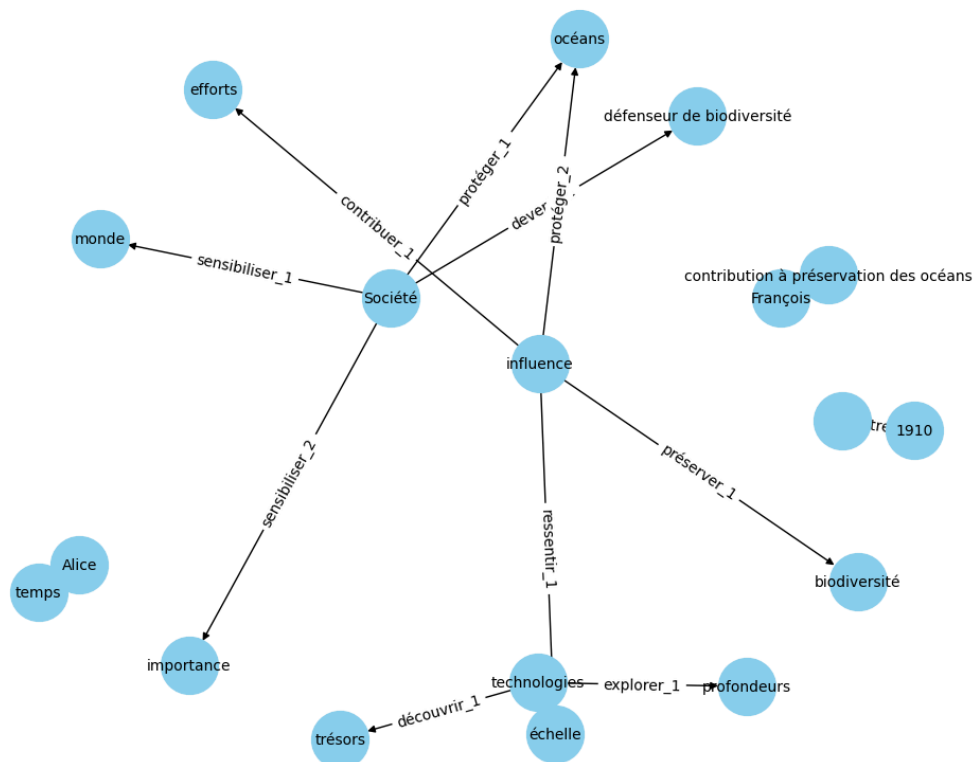 océans
efforts
défenseur de biodiversité
protéger_1
dever
protéger_2
contribuer_1
monde
sensibiliser_1
contribution à préservation des océans
Société
François
influence
1910
sensibiliser_2
préserver_1
ressentir_1
Alice
temps
biodiversité
importance
technologies
explorer_1
profondeurs
découvrir_1
trésors
échelle